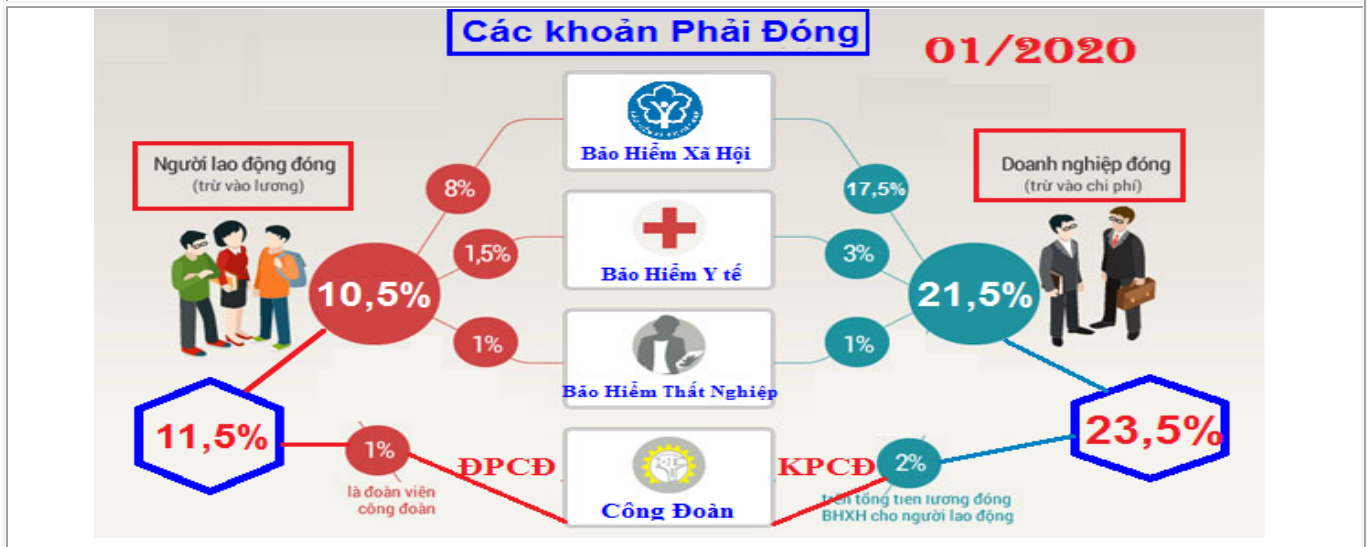 Các khoản Phải Đóng
01/2020
Người lao động đóng
(trừ vào lương)
Doanh nghiệp đóng
(trừ vào chi phí)
Bảo Hiểm Xã Hội
8%
17,5%
Bảo Hiểm Y tế
1,5%
3%
10,5%
21,5%
1%
1%
Bảo Hiểm Thất Nghiệp
11,5%
23,5%
1%
ĐPCĐ
KPCĐ
2%
Công Đoàn
là đoàn viên
công đoàn
trên tổng tiền lương đóng
BHXH cho người lao động